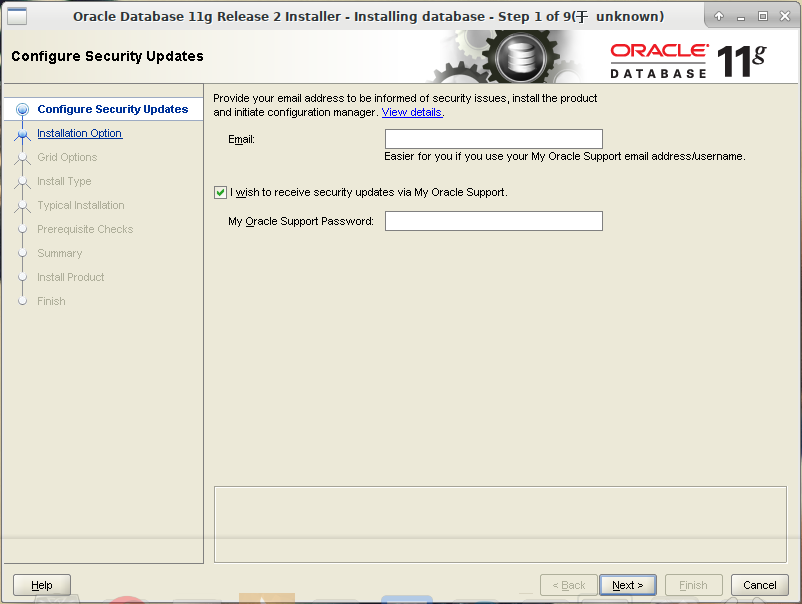 Oracle Database 11g Release 2 Installer - Installing database - Step 1 of 9(于 unknown)
Configure Security Updates
ORACLE
DATABASE 11g
Configure Security Updates
Installation Option
Grid Options
Install Type
Typical Installation
Prerequisite Checks
Summary
Install Product
Finish
Provide your email address to be informed of security issues, install the product
and initiate configuration manager. View details.
Email:
Easier for you if you use your My Oracle Support email address/username.
I wish to receive security updates via My Oracle Support.
My Oracle Support Password:
Help
< Back
Next >
Finish
Cancel